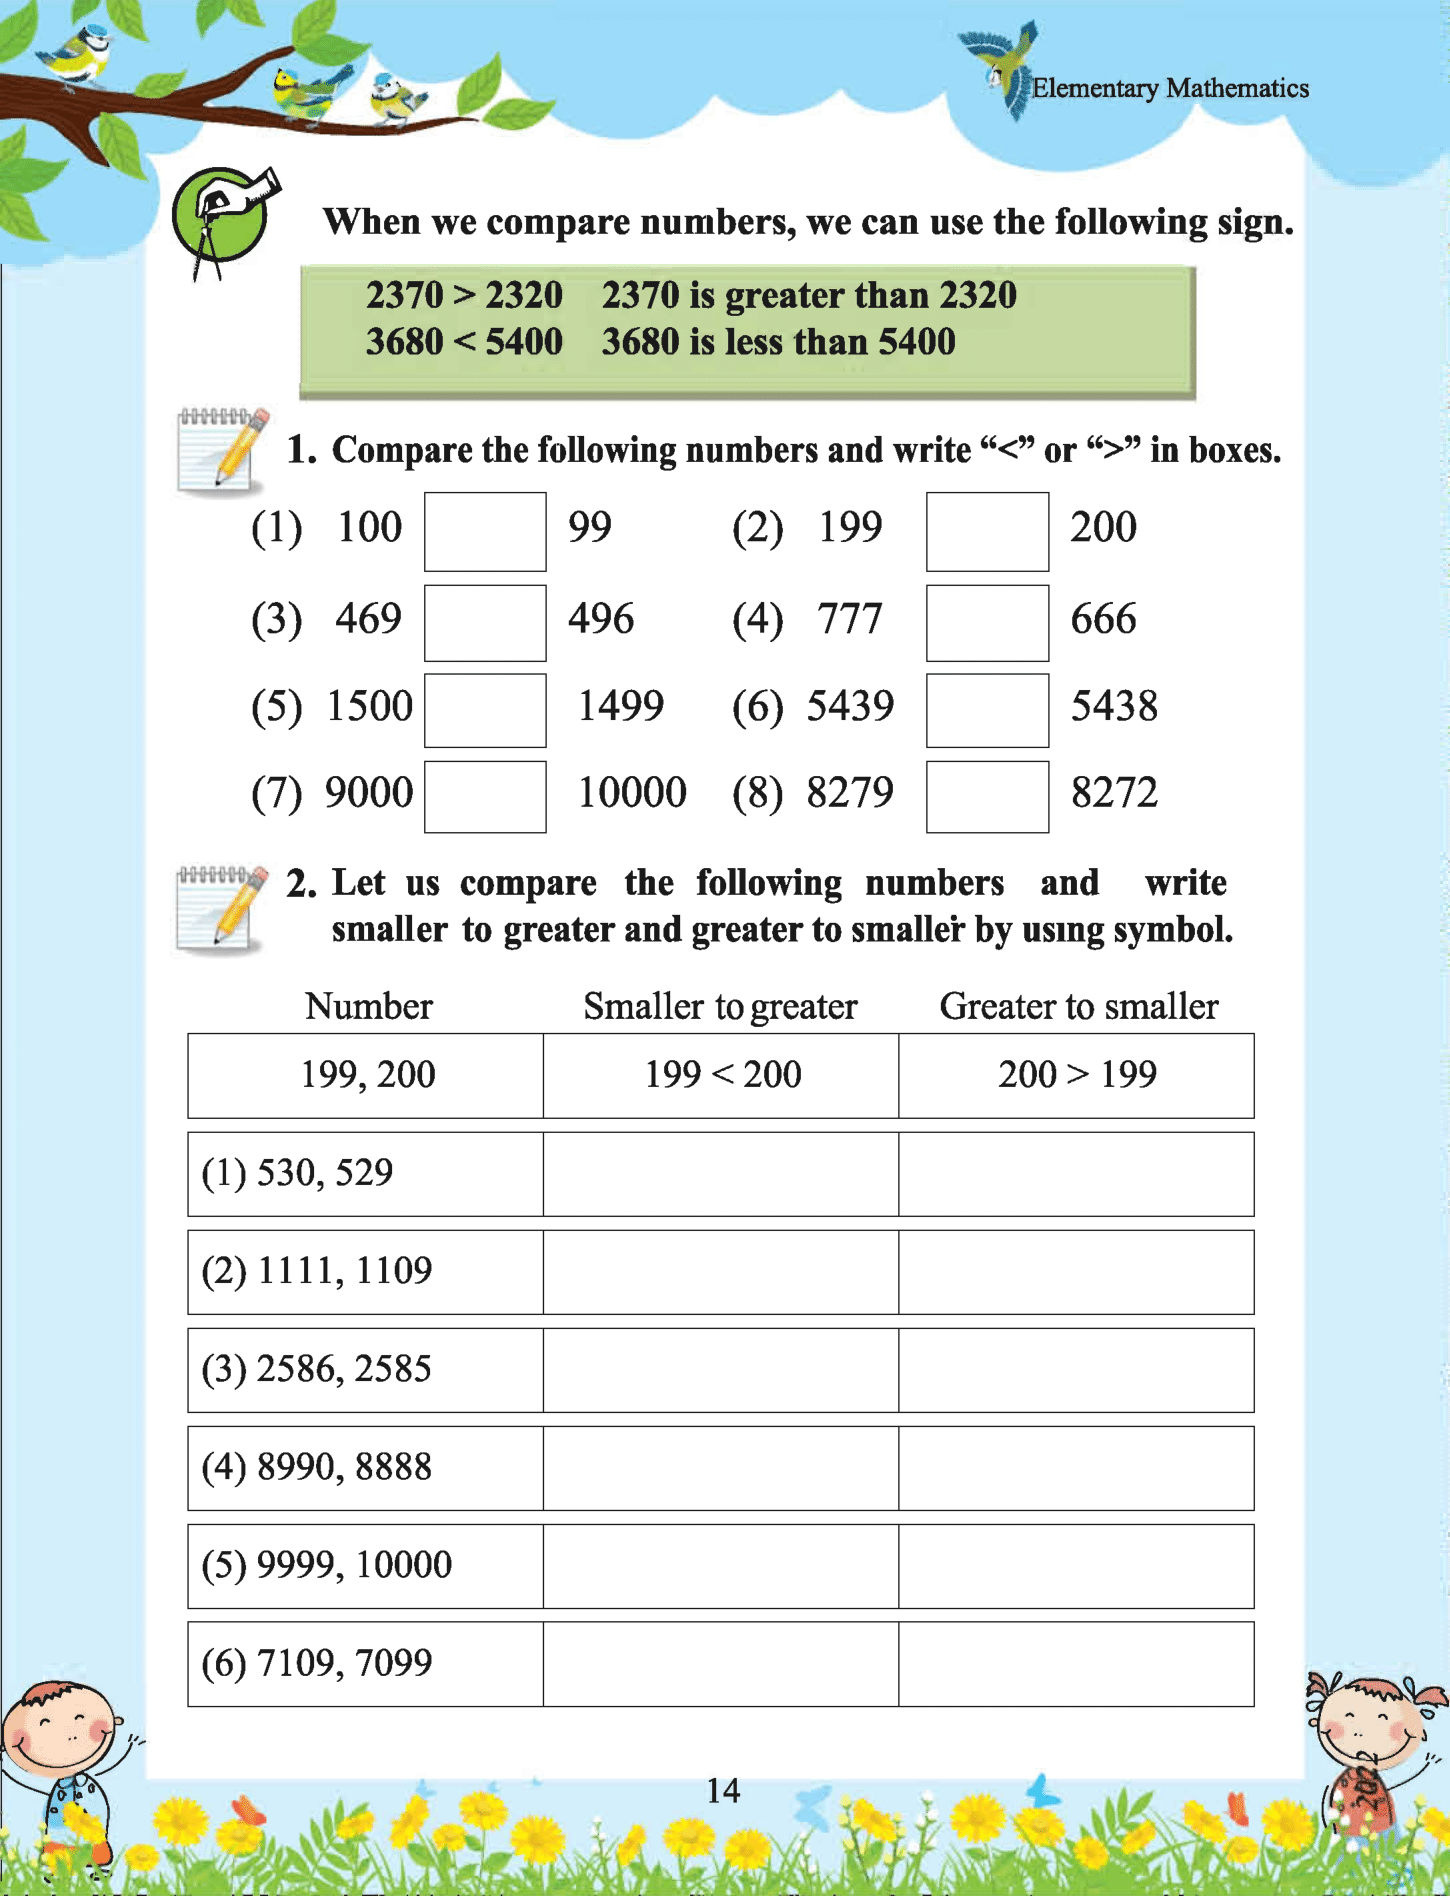 Elementary Mathematics
When we compare numbers, we can use the following sign.
2370 > 2320 2370 is greater than 2320
3680 < 5400 3680 is less than 5400
1. Compare the following numbers and write “<” or “>” in boxes.
(1) 100 99 (2) 199 200
(3) 469 496 (4) 777 666
(5) 1500 1499 (6) 5439 5438
(7) 9000 10000 (8) 8279 8272
2. Let us compare the following numbers and write
smaller to greater and greater to smaller by using symbol.
Number Smaller to greater Greater to smaller
199, 200 199 < 200 200 > 199
(1) 530, 529
(2) 1111, 1109
(3) 2586, 2585
(4) 8990, 8888
(5) 9999, 10000
(6) 7109, 7099
14
2022